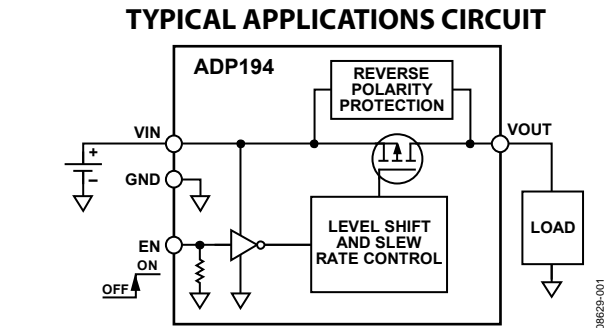 TYPICAL APPLICATIONS CIRCUIT
ADP194
REVERSE
POLARITY
PROTECTION
VIN
VOUT
+
–
GND
LEVEL SHIFT
AND SLEW
RATE CONTROL
LOAD
EN
ON
OFF
08629-001